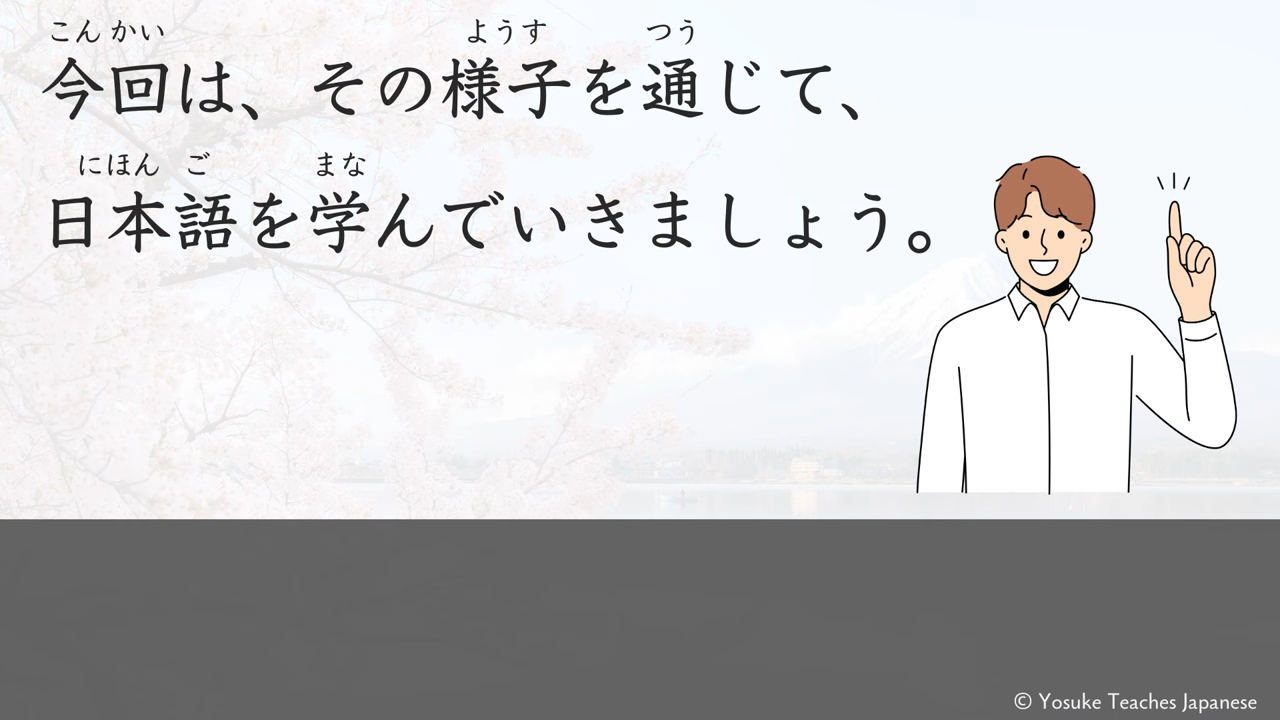 こん かい ようす つう
今回は、その様子を通じて、
にほん ご まな
日本語を学んでいきましょう。
© Yosuke Teaches Japanese